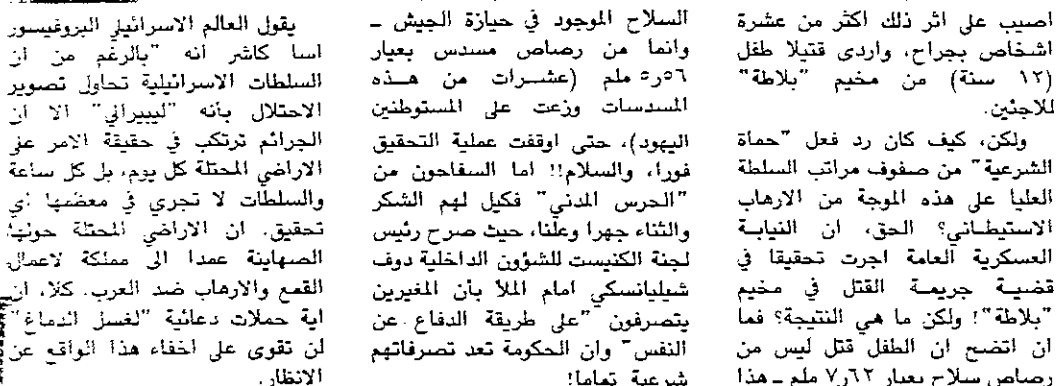 اصيب على اثر ذلك اكثر من عشرة
اشخاص بجراح، واردى قتيلا طفل
(١٢ سنة) من مخيم "بلاطة"
للاجئين.
ولكن، كيف كان رد فعل "حماة
الشرعية" من صفوف مراتب السلطة
العليا على هذه الموجة من الارهاب
الاستيطاني؟ الحق، ان النيابة
العسكرية العامة اجرت تحقيقا في
قضية جريمة القتل في مخيم
"بلاطة"! ولكن ما هي النتيجة؟ فما
ان اتضح ان الطفل قتل ليس من
رصاص سلاح بعيار ٧٫٦٢ ملم ـ هذا
السلاح الموجود في حيازة الجيش ـ
وانما من رصاص مسدس بعيار
٥٫٥٦ ملم (عشرات من هذه
المسدسات وزعت على المستوطنين
اليهود)، حتى اوقفت عملية التحقيق
فورا، والسلام!! اما السفاحون من
"الحرس المدني" فكيل لهم الشكر
والثناء جهرا وعلنا، حيث صرح رئيس
لجنة الكنيست للشؤون الداخلية دوف
شيليانسكي امام الملأ بأن المغيرين
يتصرفون "على طريقة الدفاع عن
النفس" وان الحكومة تعد تصرفاتهم
شرعية تماما!
يقول العالم الاسرائيلي البروفيسور
اسا كاشر انه "بالرغم من ان
السلطات الاسرائيلية تحاول تصوير
الاحتلال بأنه "ليبيرالي" الا ان
الجرائم ترتكب في حقيقة الامر على
الاراضي المحتلة كل يوم، بل كل ساعة
والسلطات لا تجري في معضمها اي
تحقيق. ان الاراضي المحتلة حولها
الصهاينة عمدا الى مملكة لاعمال
القمع والارهاب ضد العرب. كلا، ان
اية حملات دعائية "لغسل الدماغ"
لن تقوى على اخفاء هذا الواقع عن
الانظار.